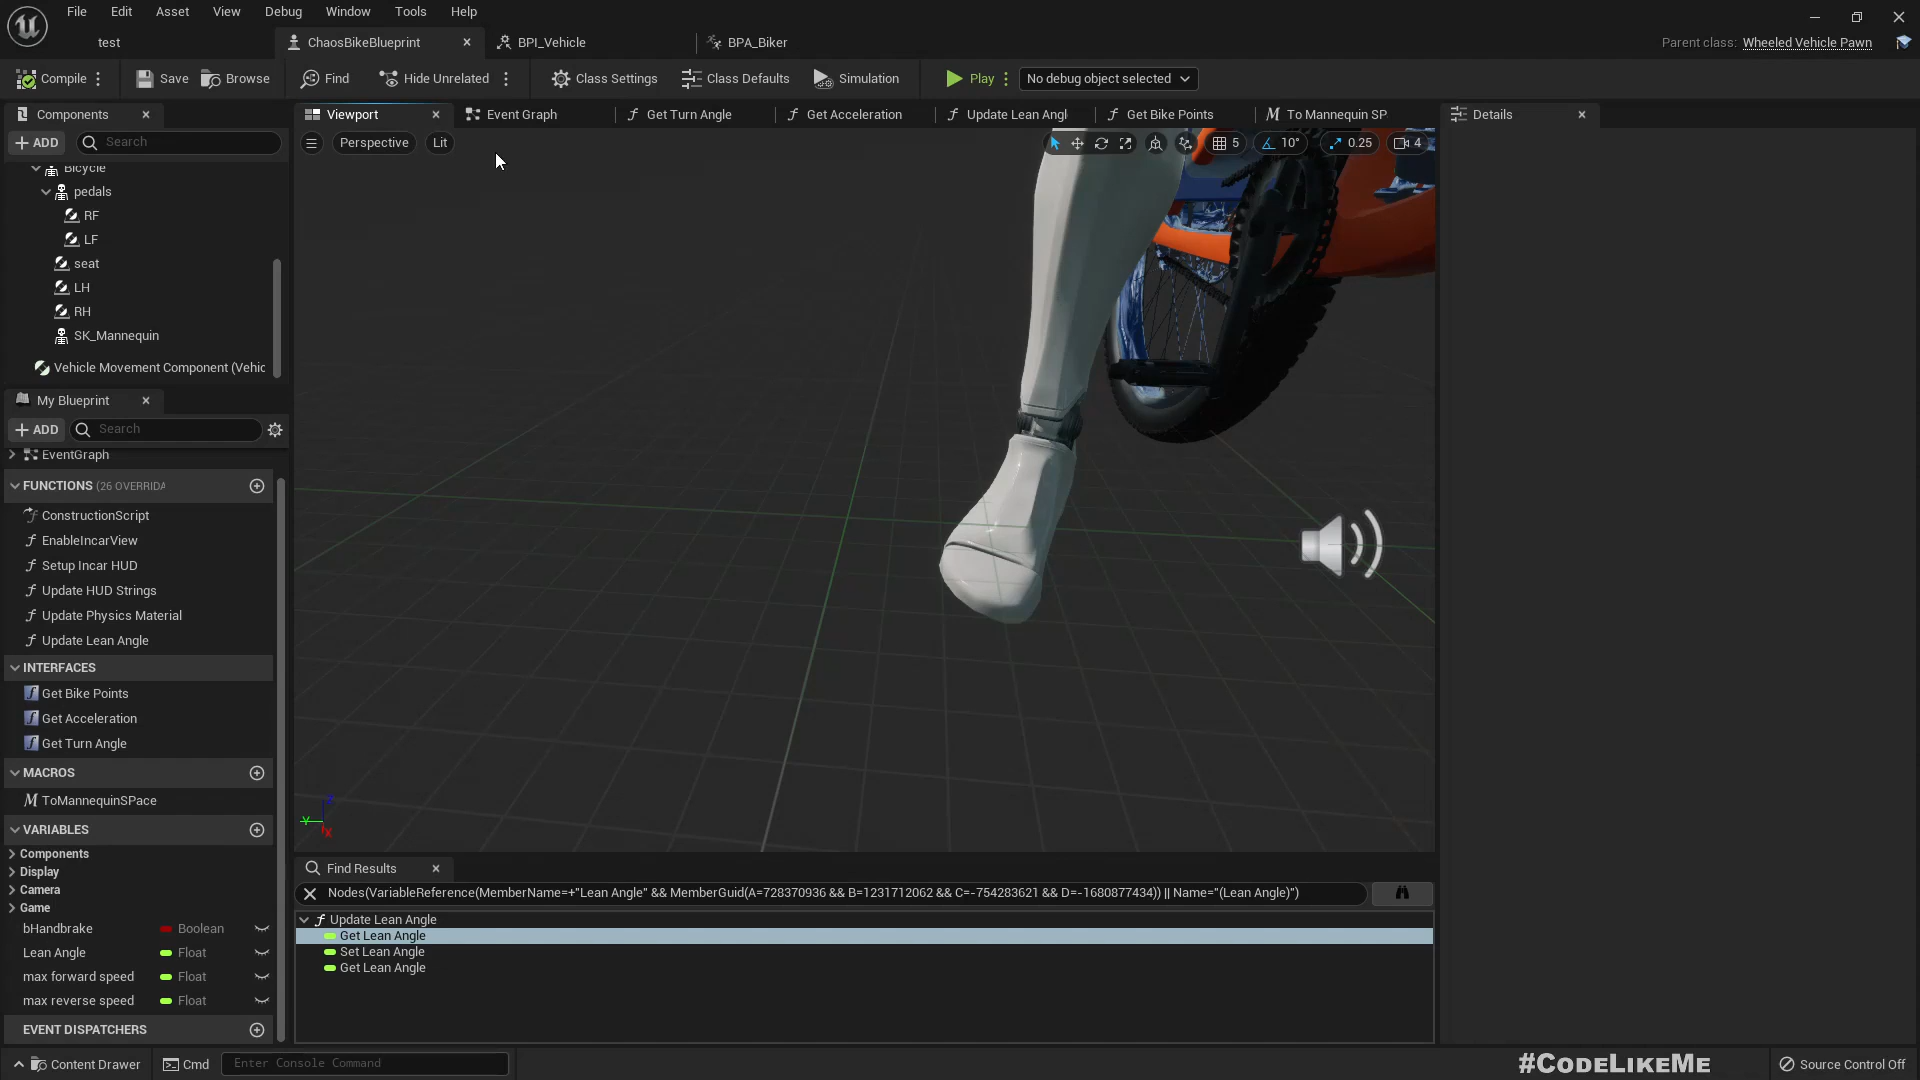 File Edit Asset View Debug Window Tools Help
test ChaosBikeBlueprint BPI_Vehicle BPA_Biker Parent class: Wheeled Vehicle Pawn
Compile Save Browse Find Hide Unrelated Class Settings Class Defaults Simulation Play No debug object selected
Components Viewport Event Graph Get Turn Angle Get Acceleration Update Lean Angl Get Bike Points To Mannequin SP Details
ADD Search Perspective Lit 5 10° 0.25 4
Bicycle
pedals
RF
LF
seat
LH
RH
SK_Mannequin
Vehicle Movement Component (Vehic
My Blueprint
ADD Search
EventGraph
FUNCTIONS (26 OVERRIDA
ConstructionScript
EnableIncarView
Setup Incar HUD
Update HUD Strings
Update Physics Material
Update Lean Angle
INTERFACES
Get Bike Points
Get Acceleration
Get Turn Angle
MACROS
ToMannequinSPace
VARIABLES
Components
Display
Camera
Game
bHandbrake Boolean
Lean Angle Float
max forward speed Float
max reverse speed Float
EVENT DISPATCHERS
Z
Y
X
Find Results
Nodes(VariableReference(MemberName=+"Lean Angle" && MemberGuid(A=728370936 && B=1231712062 && C=-754283621 && D=-1680877434)) || Name="(Lean Angle)")
Update Lean Angle
Get Lean Angle
Set Lean Angle
Get Lean Angle
Content Drawer Cmd Enter Console Command #CODELIKEME Source Control Off